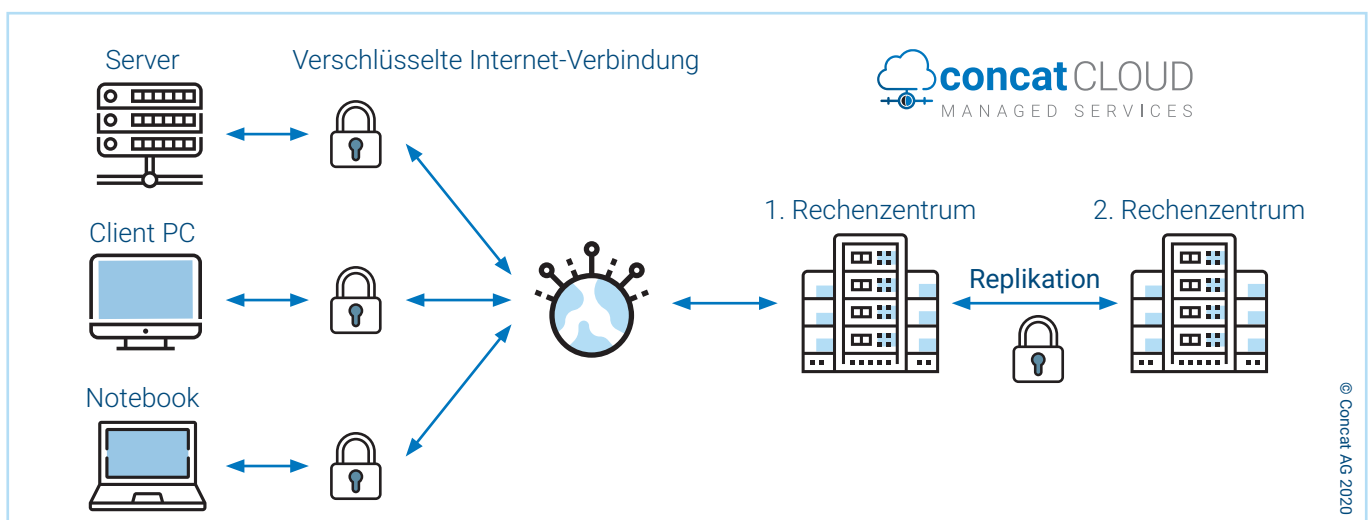 Server
Verschlüsselte Internet-Verbindung
concat CLOUD
MANAGED SERVICES
1. Rechenzentrum
2. Rechenzentrum
Client PC
Replikation
Notebook
© Concat AG 2020